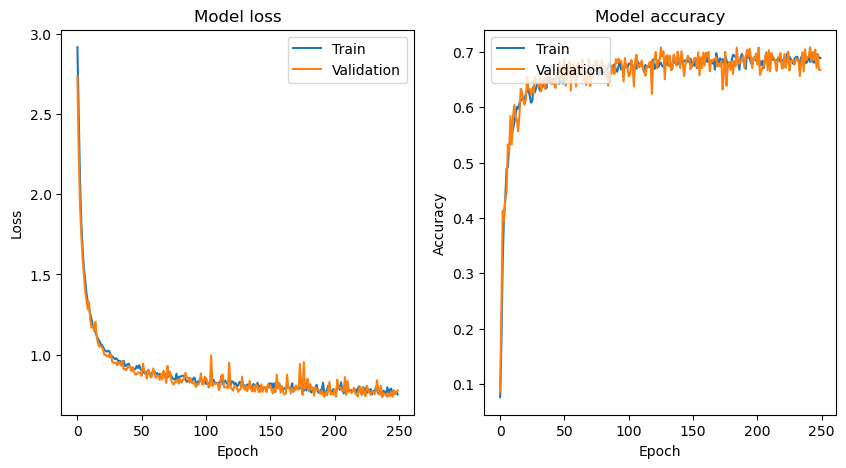 Model loss
Loss
3.0
2.5
2.0
1.5
1.0
0 50 100 150 200 250
Epoch
Train
Validation
Model accuracy
Accuracy
0.7
0.6
0.5
0.4
0.3
0.2
0.1
0 50 100 150 200 250
Epoch
Train
Validation